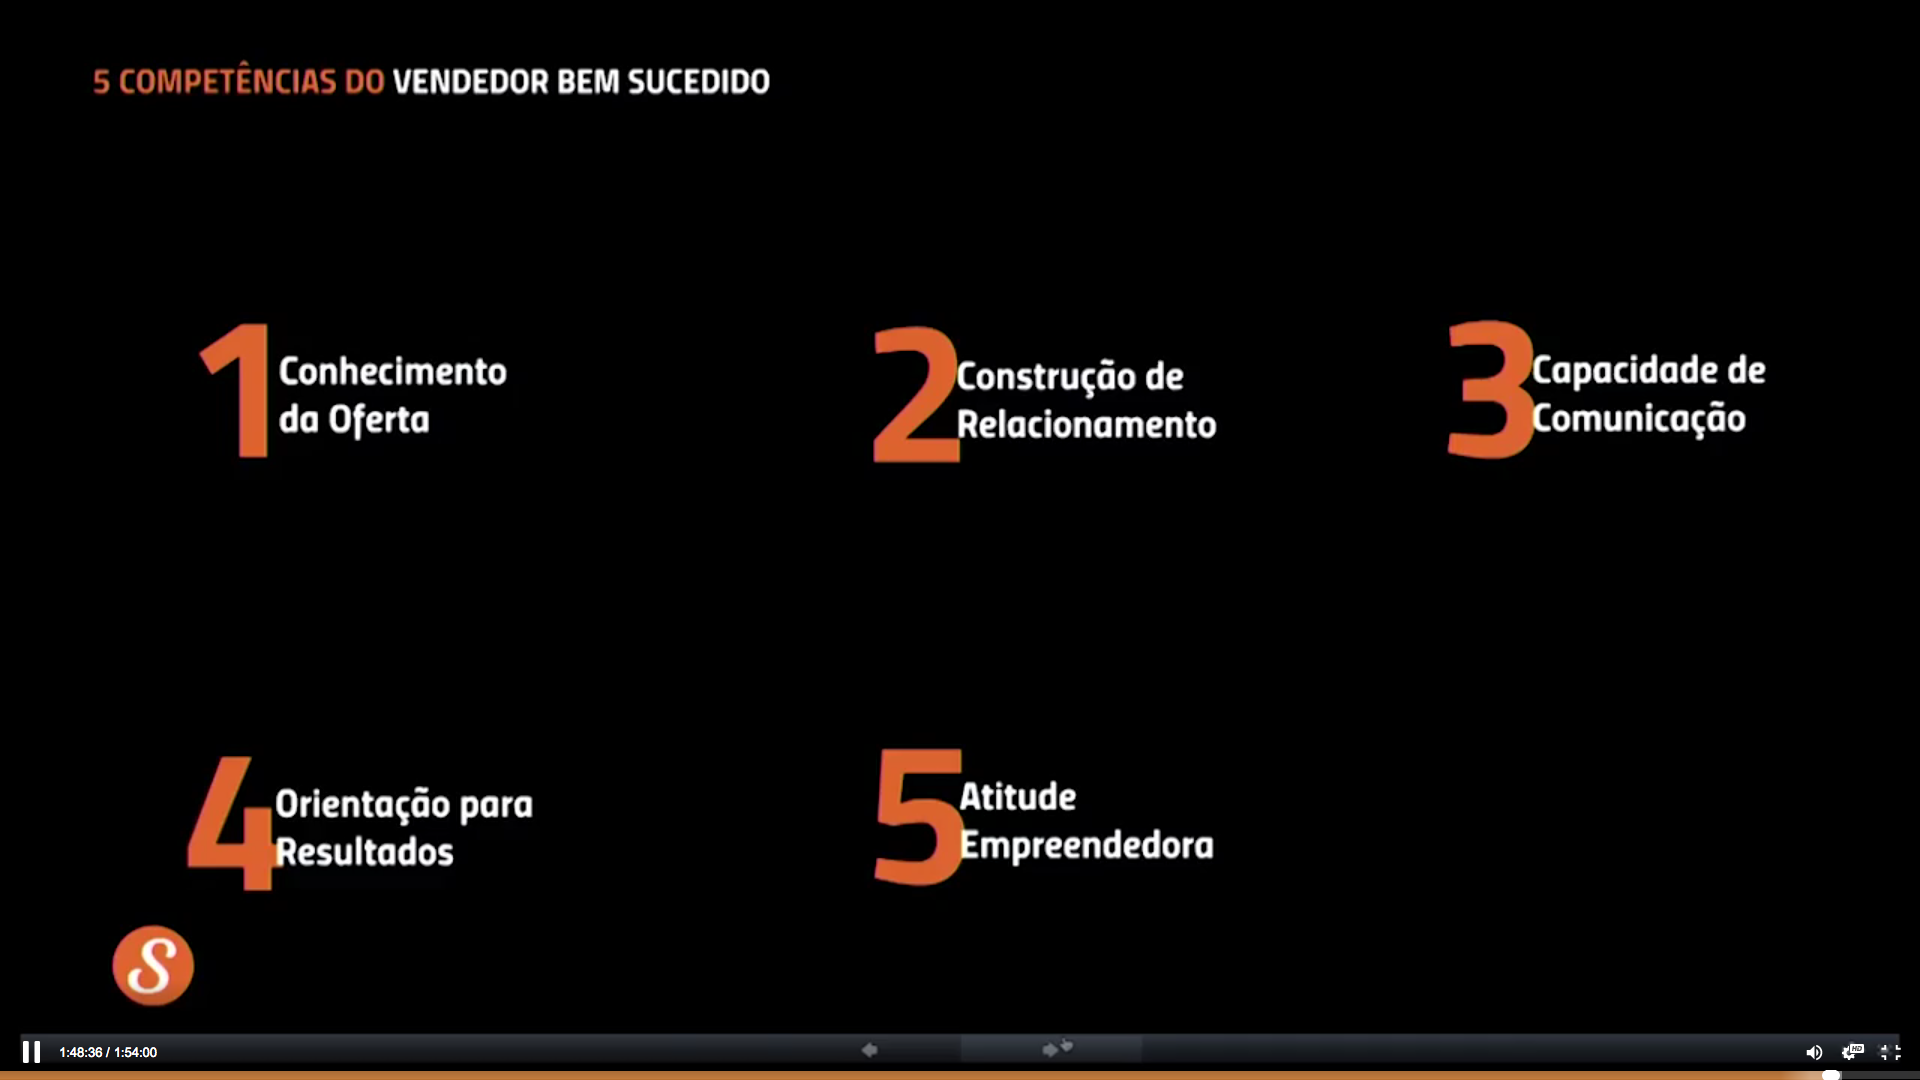 5 COMPETÊNCIAS DO VENDEDOR BEM SUCEDIDO
1 Conhecimento
da Oferta
2 Construção de
Relacionamento
3 Capacidade de
Comunicação
4 Orientação para
Resultados
5 Atitude
Empreendedora
S
1:48:36 / 1:54:00
HD